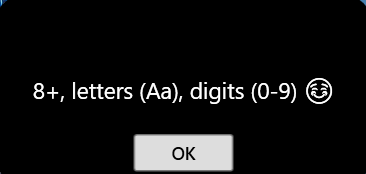 8+, letters (Aa), digits (0-9) 😊
OK